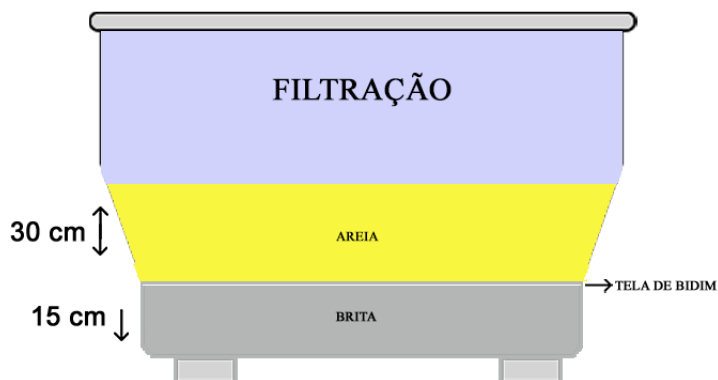 FILTRAÇÃO
30 cm
AREIA
TELA DE BIDIM
15 cm
BRITA